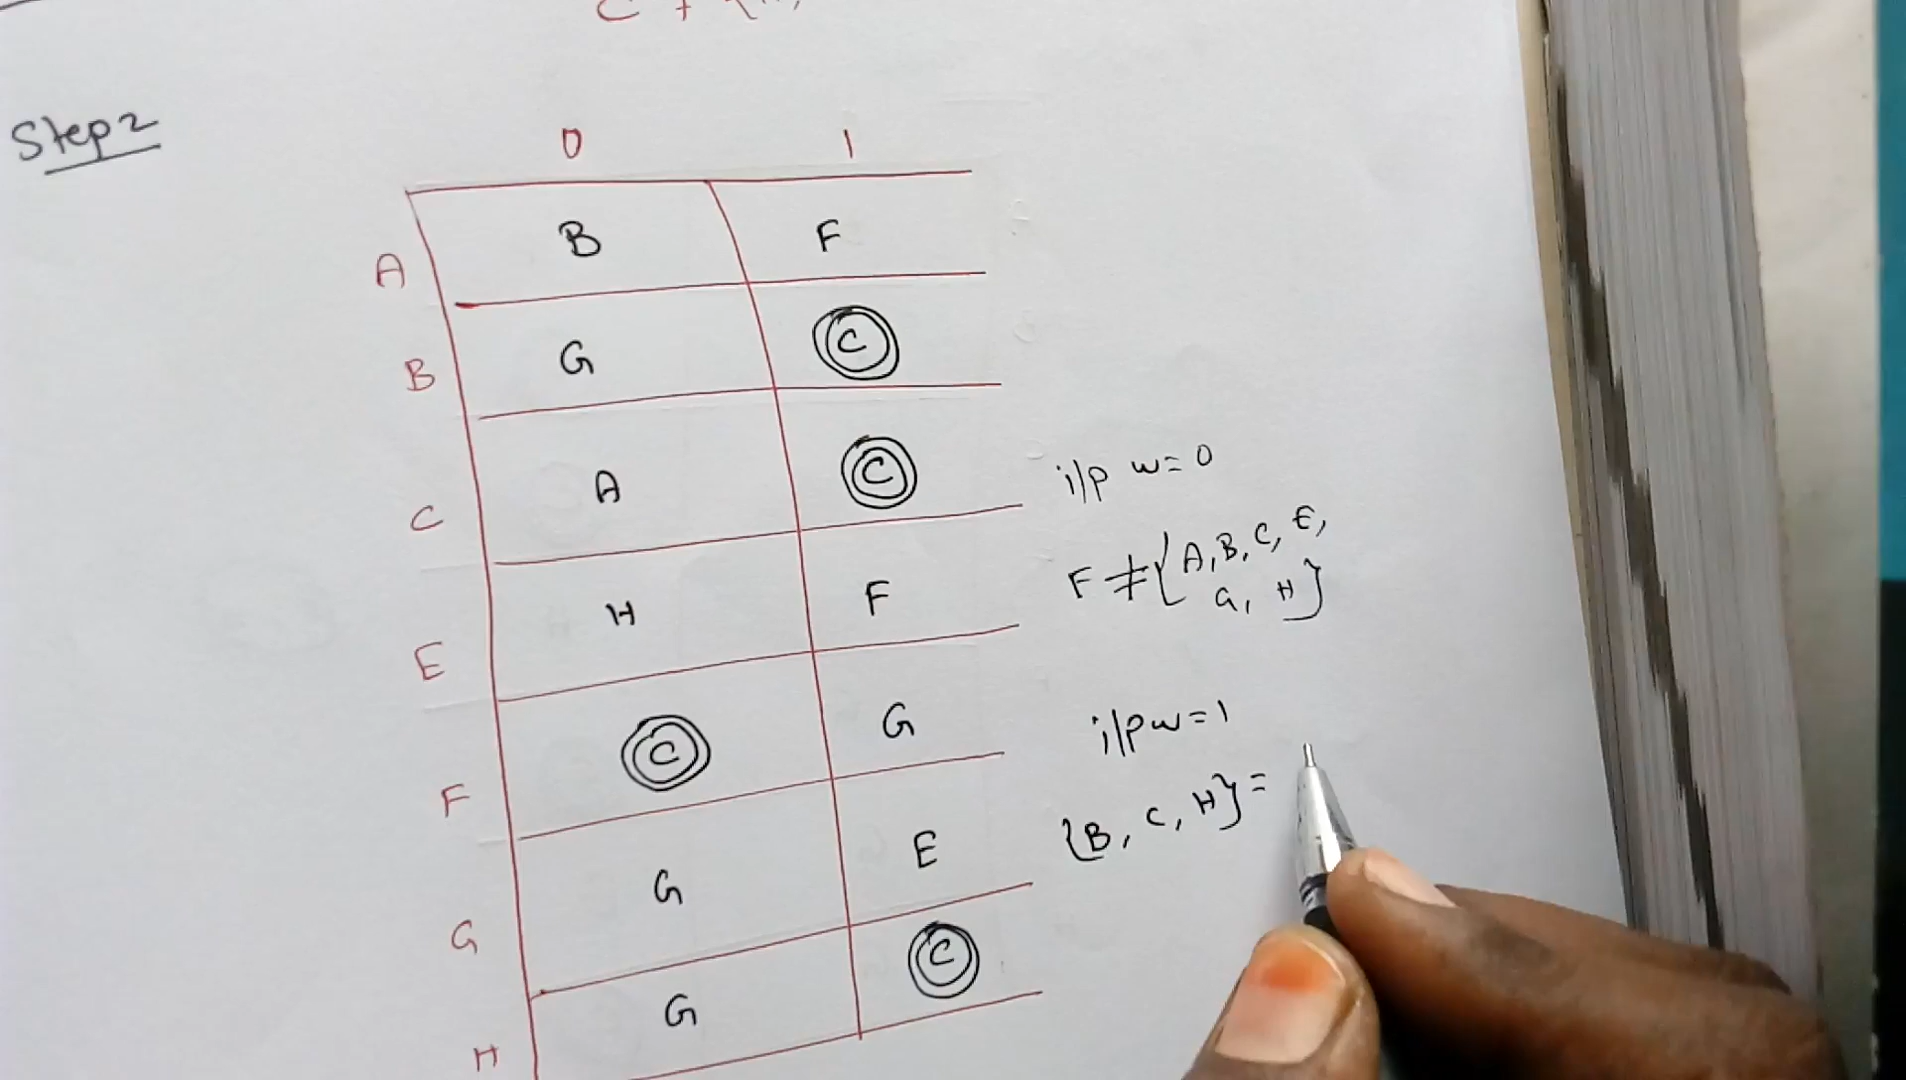 Step 2
0 1
A B F
B G C
C A C
E H F
F C G
G G E
H G C
i/p w=0
F ≠ {A, B, C, E,
G, H}
i/p w=1
{B, C, H} =